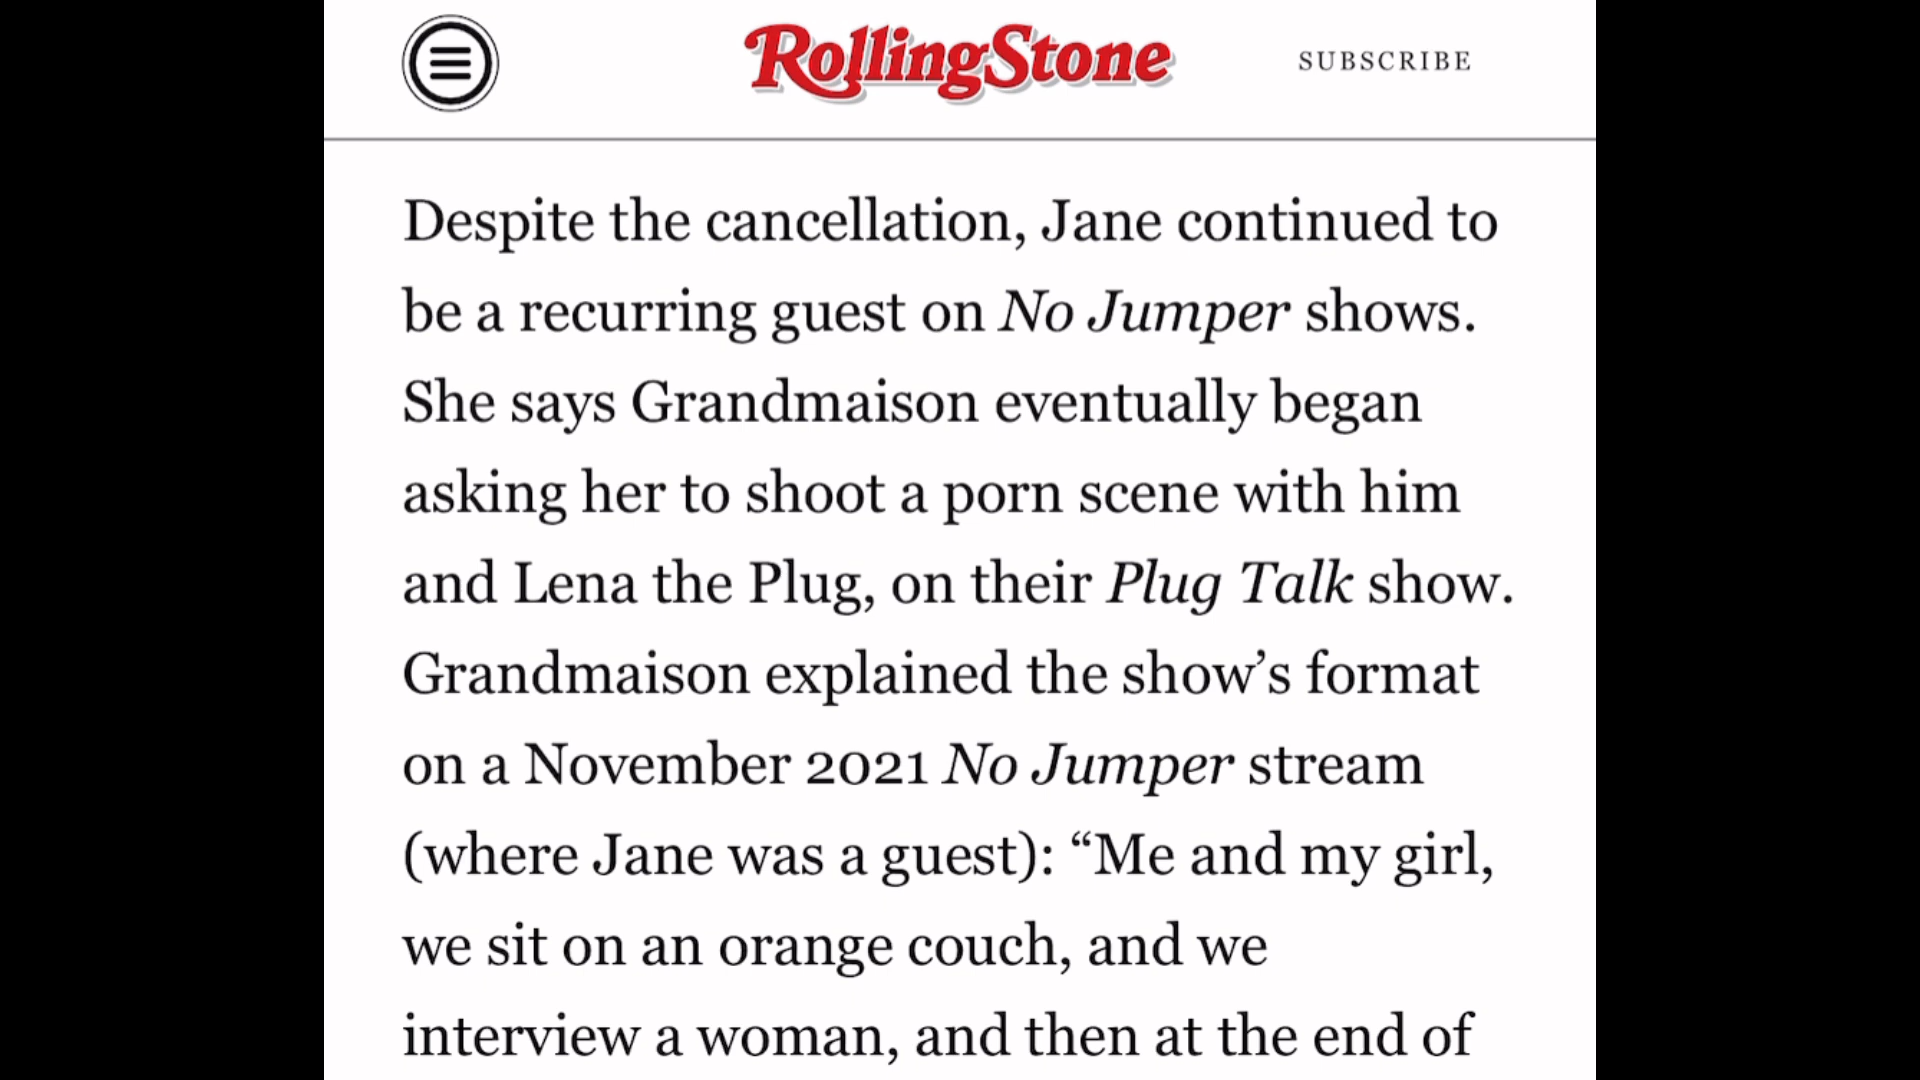 RollingStone
SUBSCRIBE
Despite the cancellation, Jane continued to
be a recurring guest on No Jumper shows.
She says Grandmaison eventually began
asking her to shoot a porn scene with him
and Lena the Plug, on their Plug Talk show.
Grandmaison explained the show’s format
on a November 2021 No Jumper stream
(where Jane was a guest): “Me and my girl,
we sit on an orange couch, and we
interview a woman, and then at the end of